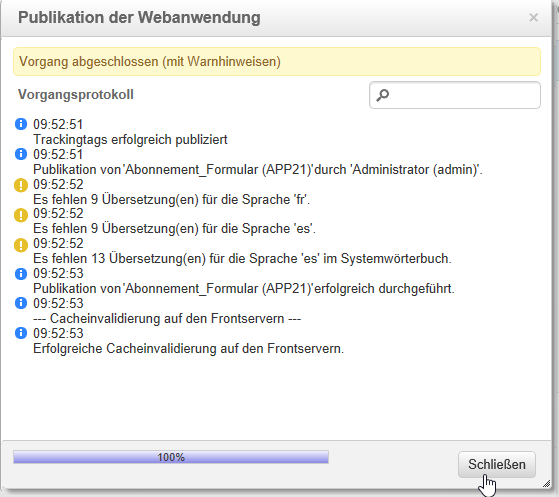 Publikation der Webanwendung
Vorgang abgeschlossen (mit Warnhinweisen)
Vorgangsprotokoll
09:52:51
Trackingtags erfolgreich publiziert
09:52:51
Publikation von 'Abonnement_Formular (APP21)' durch 'Administrator (admin)'.
09:52:52
Es fehlen 9 Übersetzung(en) für die Sprache 'fr'.
09:52:52
Es fehlen 9 Übersetzung(en) für die Sprache 'es'.
09:52:52
Es fehlen 13 Übersetzung(en) für die Sprache 'es' im Systemwörterbuch.
09:52:53
Publikation von 'Abonnement_Formular (APP21)' erfolgreich durchgeführt.
09:52:53
--- Cacheinvalidierung auf den Frontservern ---
09:52:53
Erfolgreiche Cacheinvalidierung auf den Frontservern.
100%
Schließen